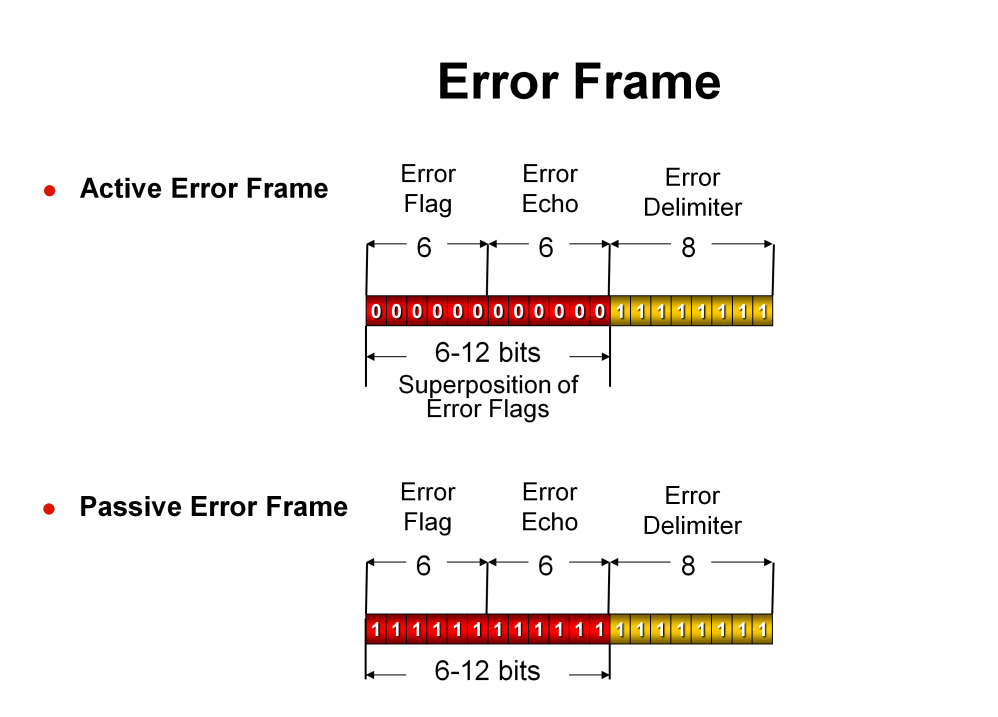 Error Frame
• Active Error Frame
Error Flag
Error Echo
Error Delimiter
6 6 8
0 0 0 0 0 0 0 0 0 0 0 0 1 1 1 1 1 1 1 1
6-12 bits
Superposition of
Error Flags
• Passive Error Frame
Error Flag
Error Echo
Error Delimiter
6 6 8
1 1 1 1 1 1 1 1 1 1 1 1 1 1 1 1 1 1 1 1
6-12 bits